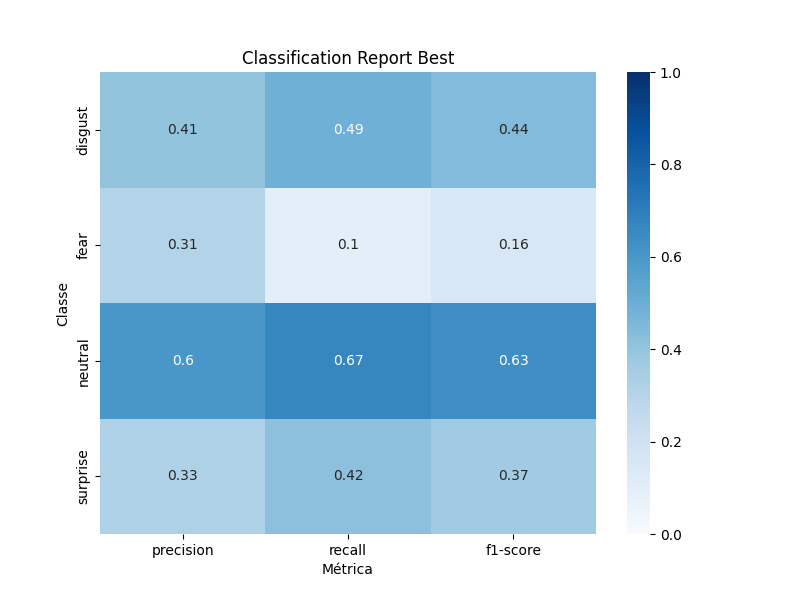 Classification Report Best
Classe
disgust
0.41 0.49 0.44
fear
0.31 0.1 0.16
neutral
0.6 0.67 0.63
surprise
0.33 0.42 0.37
precision recall f1-score
Métrica
1.0
0.8
0.6
0.4
0.2
0.0